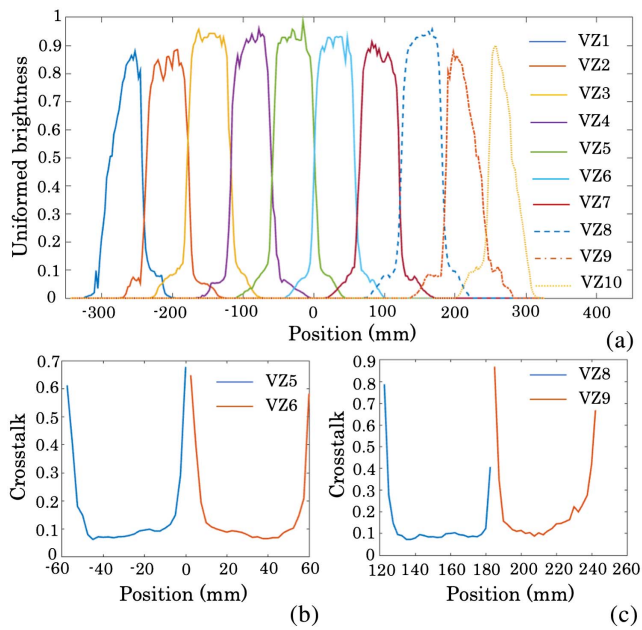 Uniformed brightness
1
0.9
0.8
0.7
0.6
0.5
0.4
0.3
0.2
0.1
0
-300
-200
-100
0
100
200
300
400
Position (mm)
(a)
VZ1
VZ2
VZ3
VZ4
VZ5
VZ6
VZ7
VZ8
VZ9
VZ10
Crosstalk
0.7
0.6
0.5
0.4
0.3
0.2
0.1
0
-60
-40
-20
0
20
40
60
Position (mm)
(b)
VZ5
VZ6
Crosstalk
0.9
0.8
0.7
0.6
0.5
0.4
0.3
0.2
0.1
0
120
140
160
180
200
220
240
260
Position (mm)
(c)
VZ8
VZ9